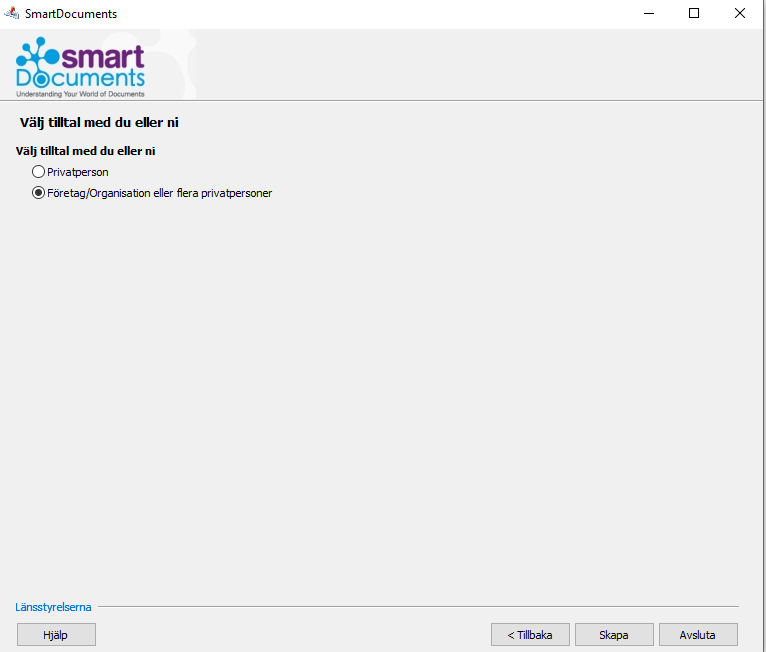 SmartDocuments
smart
Documents
Understanding Your World of Documents
Välj tilltal med du eller ni
Välj tilltal med du eller ni
Privatperson
Företag/Organisation eller flera privatpersoner
Länsstyrelserna
Hjälp
< Tillbaka
Skapa
Avsluta